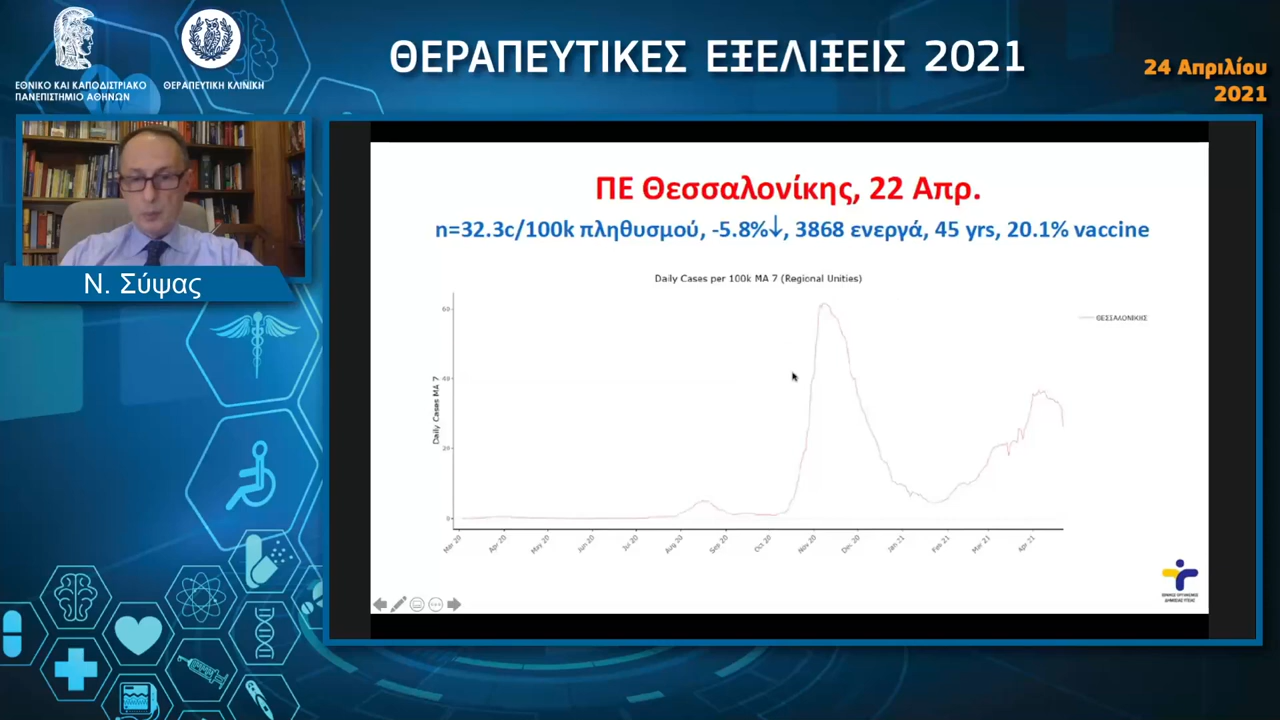 ΕΘΝΙΚΟ ΚΑΙ ΚΑΠΟΔΙΣΤΡΙΑΚΟ
ΠΑΝΕΠΙΣΤΗΜΙΟ ΑΘΗΝΩΝ
ΘΕΡΑΠΕΥΤΙΚΗ ΚΛΙΝΙΚΗ
ΘΕΡΑΠΕΥΤΙΚΕΣ ΕΞΕΛΙΞΕΙΣ 2021
24 Απριλίου
2021
Ν. Σύψας
ΠΕ Θεσσαλονίκης, 22 Απρ.
n=32.3c/100k πληθυσμού, -5.8%↓, 3868 ενεργά, 45 yrs, 20.1% vaccine
Daily Cases per 100k MA 7 (Regional Unities)
ΘΕΣΣΑΛΟΝΙΚΗΣ
Daily Cases MA 7
60
40
20
0
Mar 20
Apr 20
May 20
Jun 20
Jul 20
Aug 20
Sep 20
Oct 20
Nov 20
Dec 20
Jan 21
Feb 21
Mar 21
Apr 21
ΕΘΝΙΚΟΣ ΟΡΓΑΝΙΣΜΟΣ
ΔΗΜΟΣΙΑΣ ΥΓΕΙΑΣ